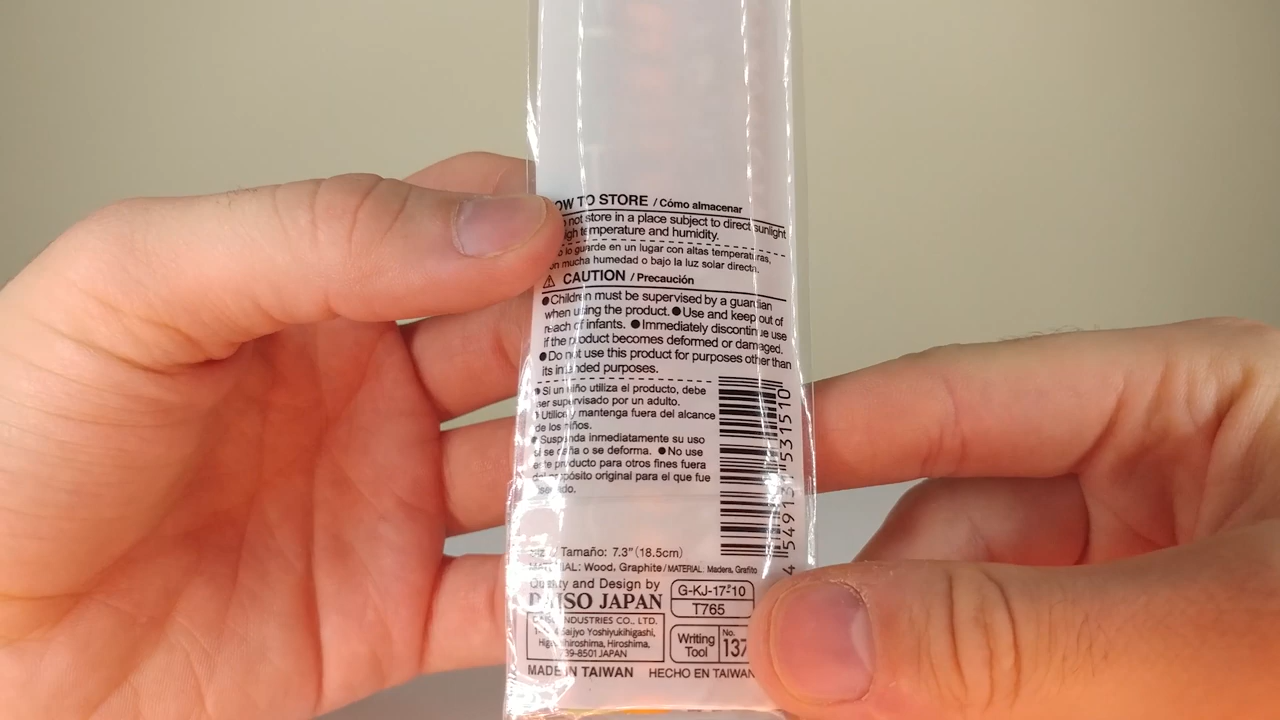 OW TO STORE / Cómo almacenar
not store in a place subject to direct sunlight
igh temperature and humidity.
lo guarde en un lugar con altas temperaturas,
on mucha humedad o bajo la luz solar directa.
⚠ CAUTION / Precaución
●Children must be supervised by a guardian
when using the product. ●Use and keep out of
reach of infants. ●Immediately discontinue use
if the product becomes deformed or damaged.
●Do not use this product for purposes other than
its intended purposes.
●Si un niño utiliza el producto, debe
ser supervisado por un adulto.
●Utilice y mantenga fuera del alcance
de los niños.
●Suspenda inmediatamente su uso
si se daña o se deforma. ●No use
este producto para otros fines fuera
del propósito original para el que fue
4 549131 531510
Tamaño: 7.3" (18.5cm)
MATERIAL: Wood, Graphite / MATERIAL: Madera, Grafito
Quality and Design by
DAISO JAPAN
DAISO INDUSTRIES CO., LTD.
Saijyo Yoshiyukihigashi,
Higashihiroshima, Hiroshima,
739-8501 JAPAN
G-KJ-17-10
T765
Writing Tool
No. 137
MADE IN TAIWAN HECHO EN TAIWAN